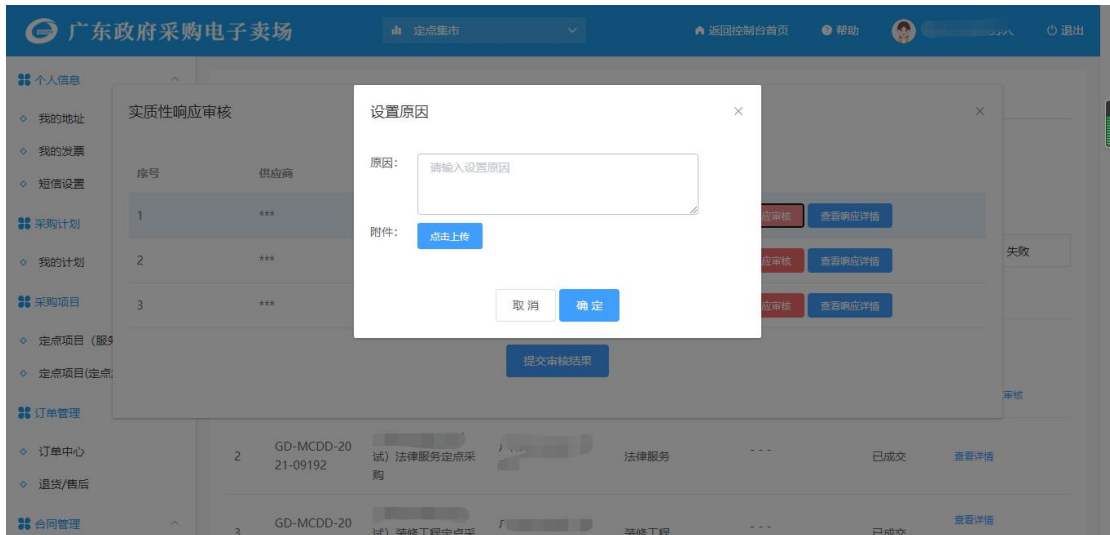 广东政府采购电子卖场
定点集市
返回控制台首页
帮助
退出
个人信息
我的地址
我的发票
短信设置
采购计划
我的计划
采购项目
定点项目（服务
定点项目(定点
订单管理
订单中心
退货/售后
合同管理
实质性响应审核
序号 供应商
1 *** 应审核 查看响应详情
2 *** 应审核 查看响应详情
3 *** 应审核 查看响应详情
提交审核结果
设置原因
原因：
请输入设置原因
附件：
点击上传
取消 确定
失败
审核
2
GD-MCDD-20
21-09192
试）法律服务定点采
购
法律服务
- - -
已成交
查看详情
3
GD-MCDD-20
试）装修工程定点采
装修工程
- - -
已成交
查看详情